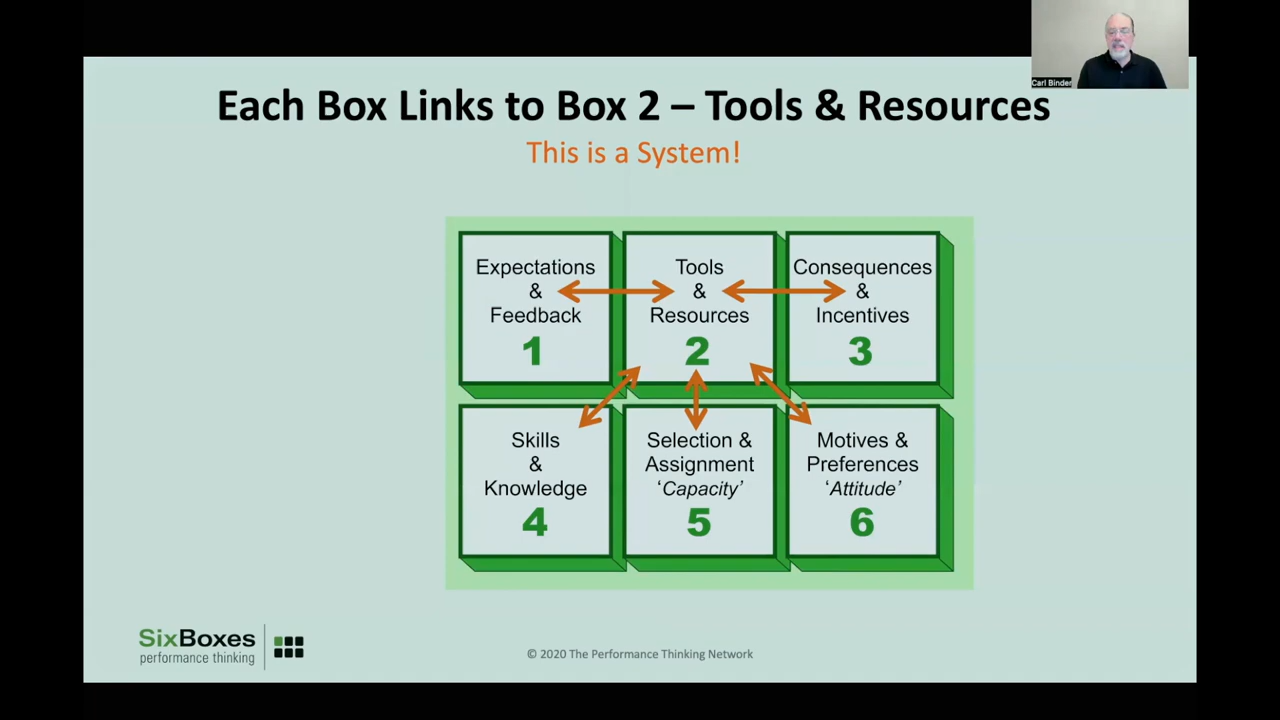 Carl Binder
Each Box Links to Box 2 – Tools & Resources
This is a System!
Expectations
&
Feedback
1
Tools
&
Resources
2
Consequences
&
Incentives
3
Skills
&
Knowledge
4
Selection &
Assignment
‘Capacity’
5
Motives &
Preferences
‘Attitude’
6
SixBoxes
performance thinking
© 2020 The Performance Thinking Network